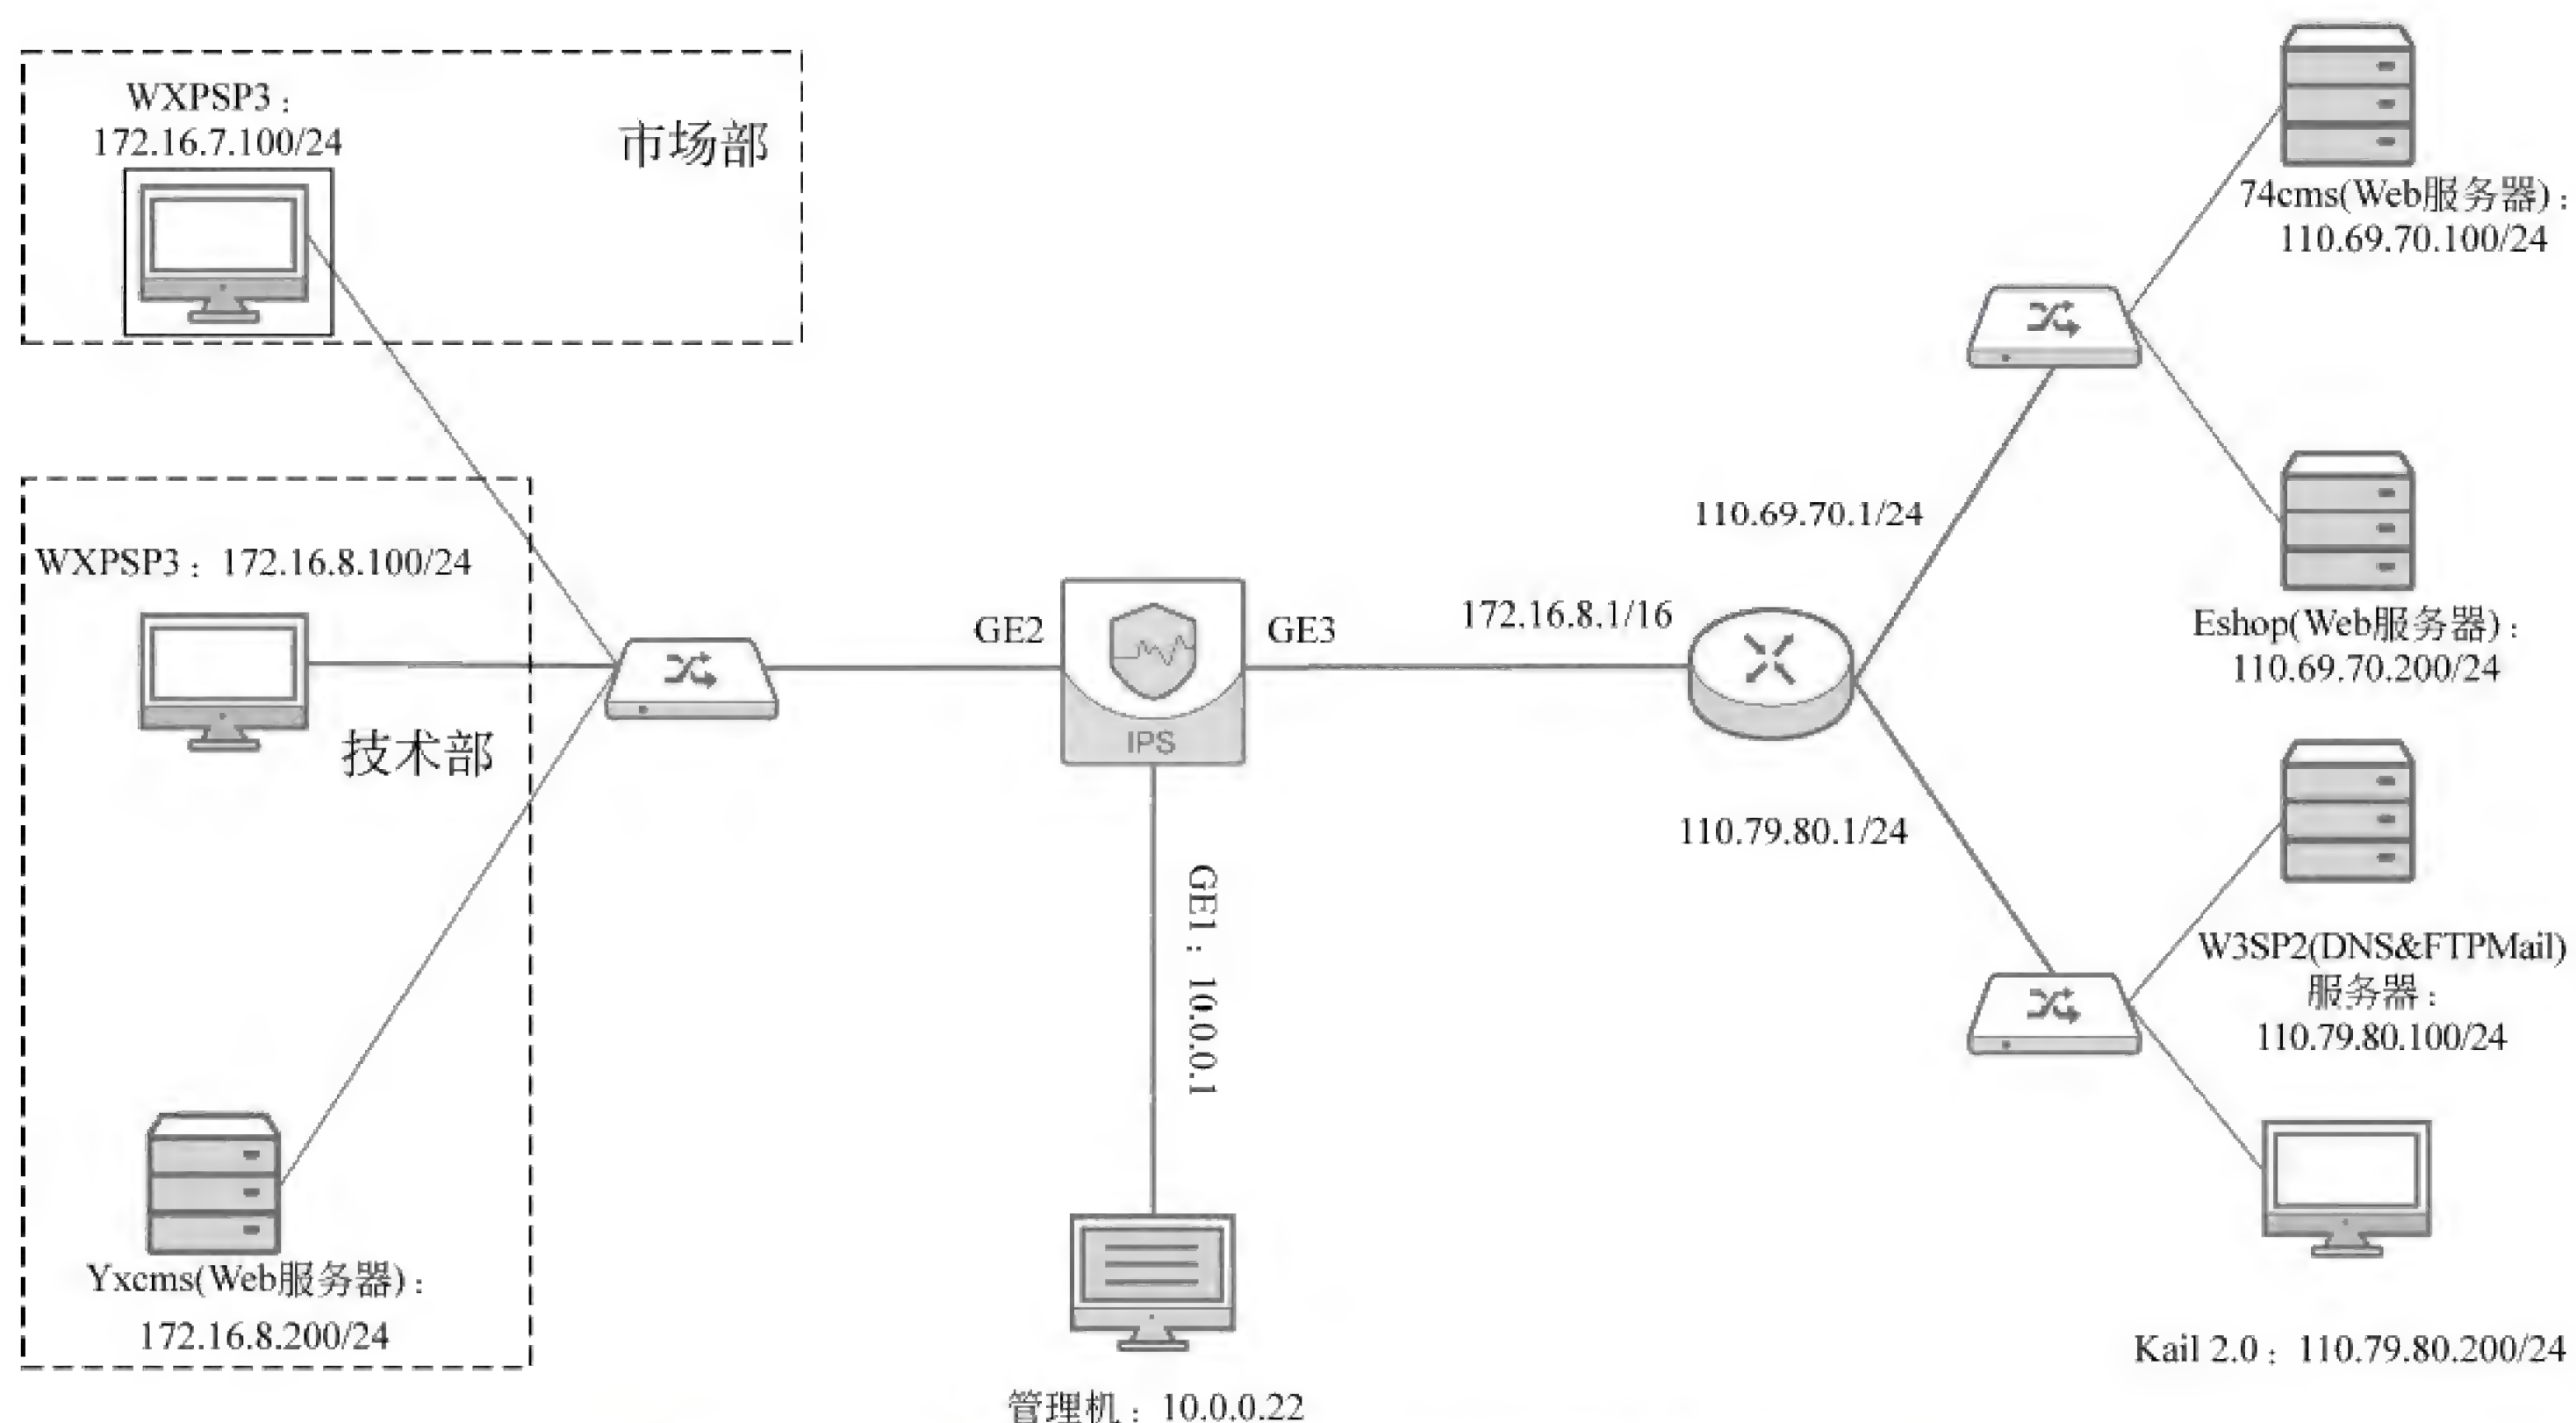 WXPSP3：
172.16.7.100/24
市场部
WXPSP3：172.16.8.100/24
技术部
Yxcms(Web服务器)：
172.16.8.200/24
GE2
IPS
GE3
GE1：10.0.0.1
管理机：10.0.0.22
172.16.8.1/16
110.69.70.1/24
110.79.80.1/24
74cms(Web服务器)：
110.69.70.100/24
Eshop(Web服务器)：
110.69.70.200/24
W3SP2(DNS&FTPMail)
服务器：
110.79.80.100/24
Kail 2.0：110.79.80.200/24